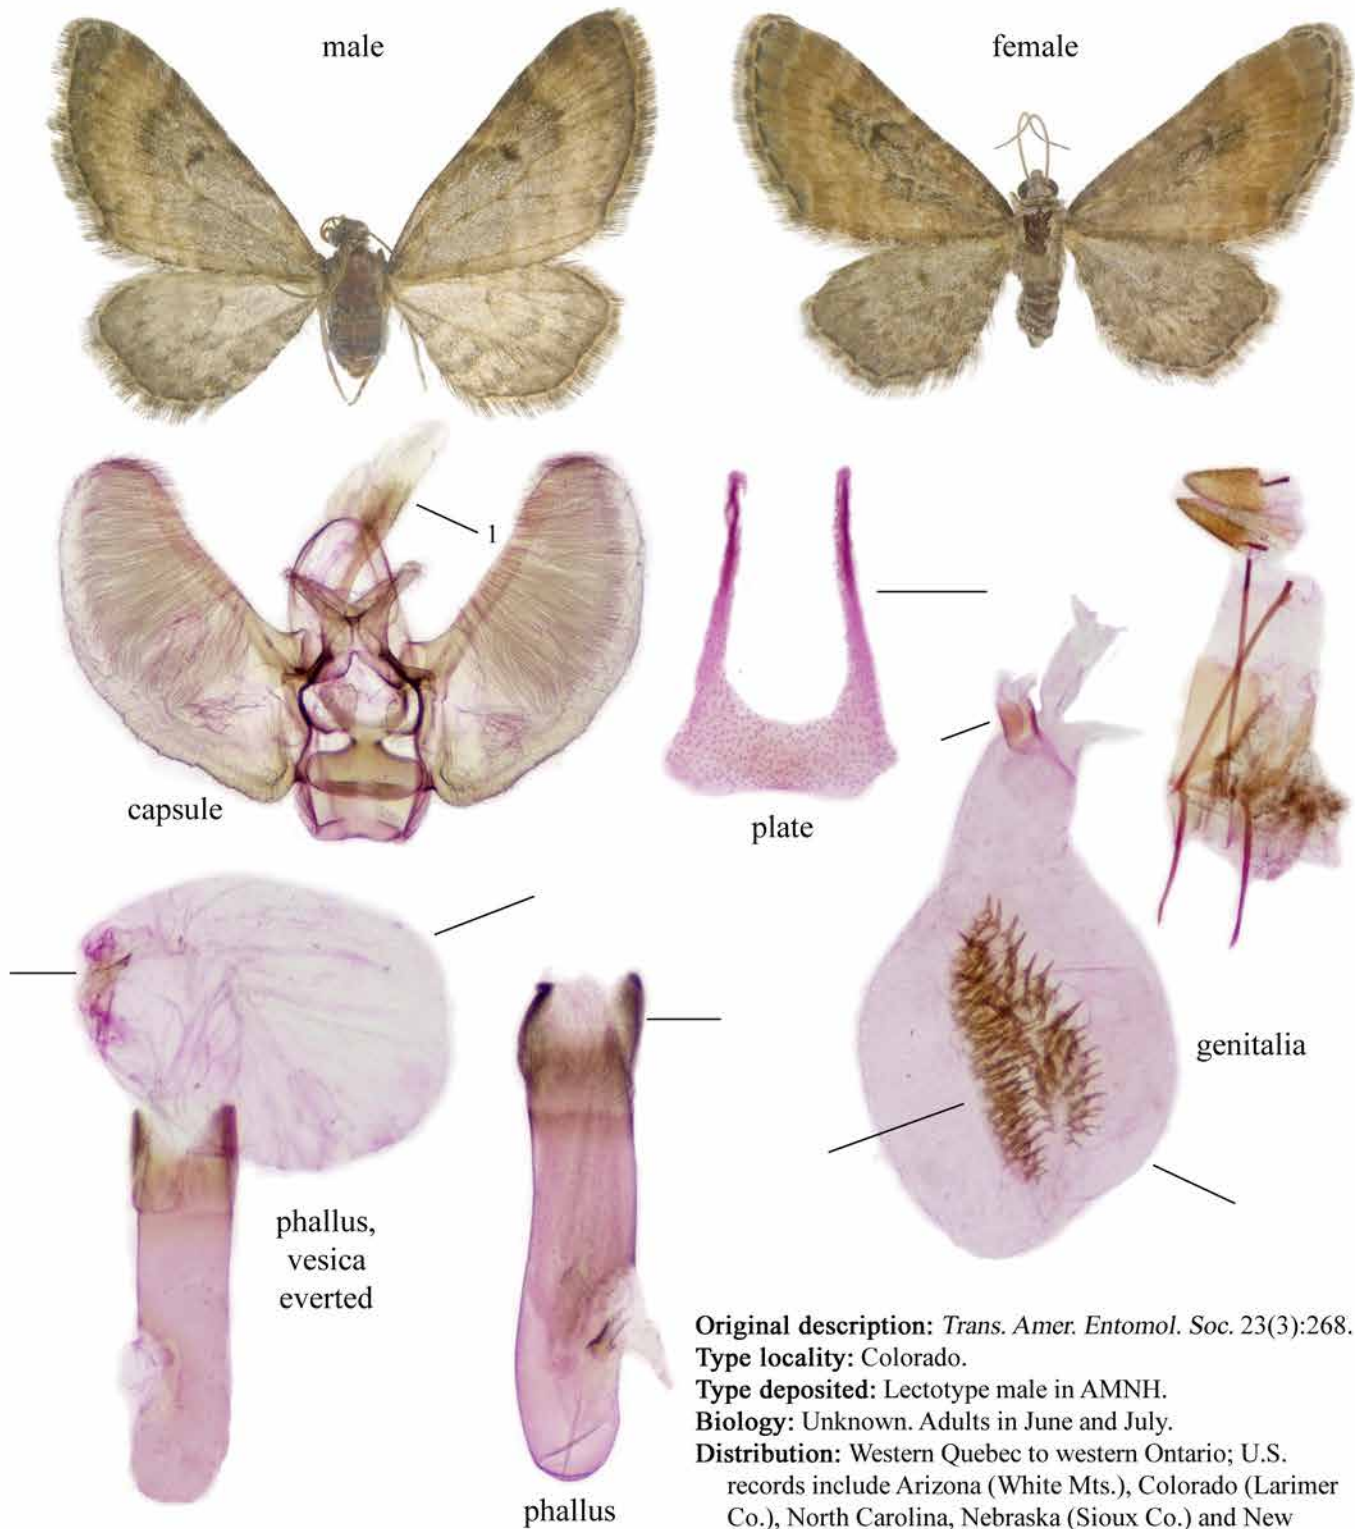 male
female
1
capsule
plate
genitalia
phallus,
vesica
everted
phallus
Original description: Trans. Amer. Entomol. Soc. 23(3):268.
Type locality: Colorado.
Type deposited: Lectotype male in AMNH.
Biology: Unknown. Adults in June and July.
Distribution: Western Quebec to western Ontario; U.S.
records include Arizona (White Mts.), Colorado (Larimer
Co.), North Carolina, Nebraska (Sioux Co.) and New